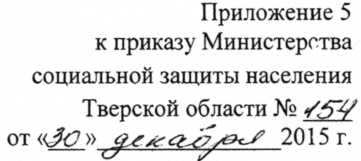 Приложение 5
к приказу Министерства
социальной защиты населения
Тверской области № 154
от «30» декабря 2015 г.